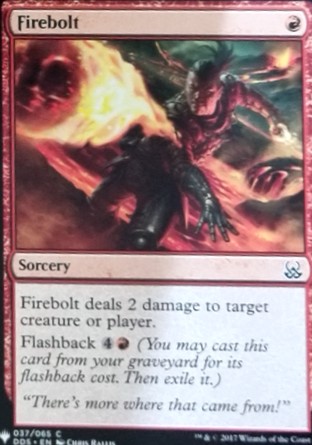 Firebolt
Sorcery
Firebolt deals 2 damage to target
creature or player.
Flashback 4 (You may cast this
card from your graveyard for its
flashback cost. Then exile it.)
"There's more where that came from!"
037/065 C
DDS • EN Chris Rallis
™ & © 2017 Wizards of the Coast